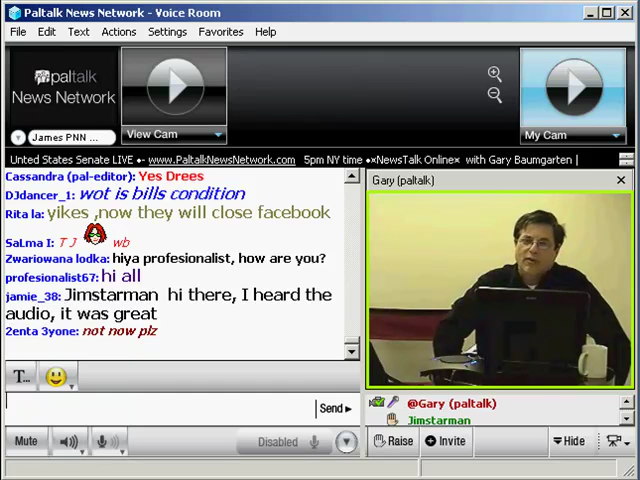 Paltalk News Network - Voice Room
File Edit Text Actions Settings Favorites Help
paltalk
News Network
James PNN ...
View Cam
My Cam
United States Senate LIVE ♦- www.PaltalkNewsNetwork.com 5pm NY time ♦×NewsTalk Online×♦ with Gary Baumgarten |
Cassandra (pal-editor): Yes Drees
DJdancer_1: wot is bills condition
Rita la: yikes ,now they will close facebook
SaLma I: T J wb
Zwariowana lodka: hiya profesionalist, how are you?
profesionalist67: hi all
jamie_38: Jimstarman hi there, I heard the
audio, it was great
2enta 3yone: not now plz
Gary (paltalk)
T...
Send
@Gary (paltalk)
Jimstarman
Mute
Disabled
Raise
Invite
Hide